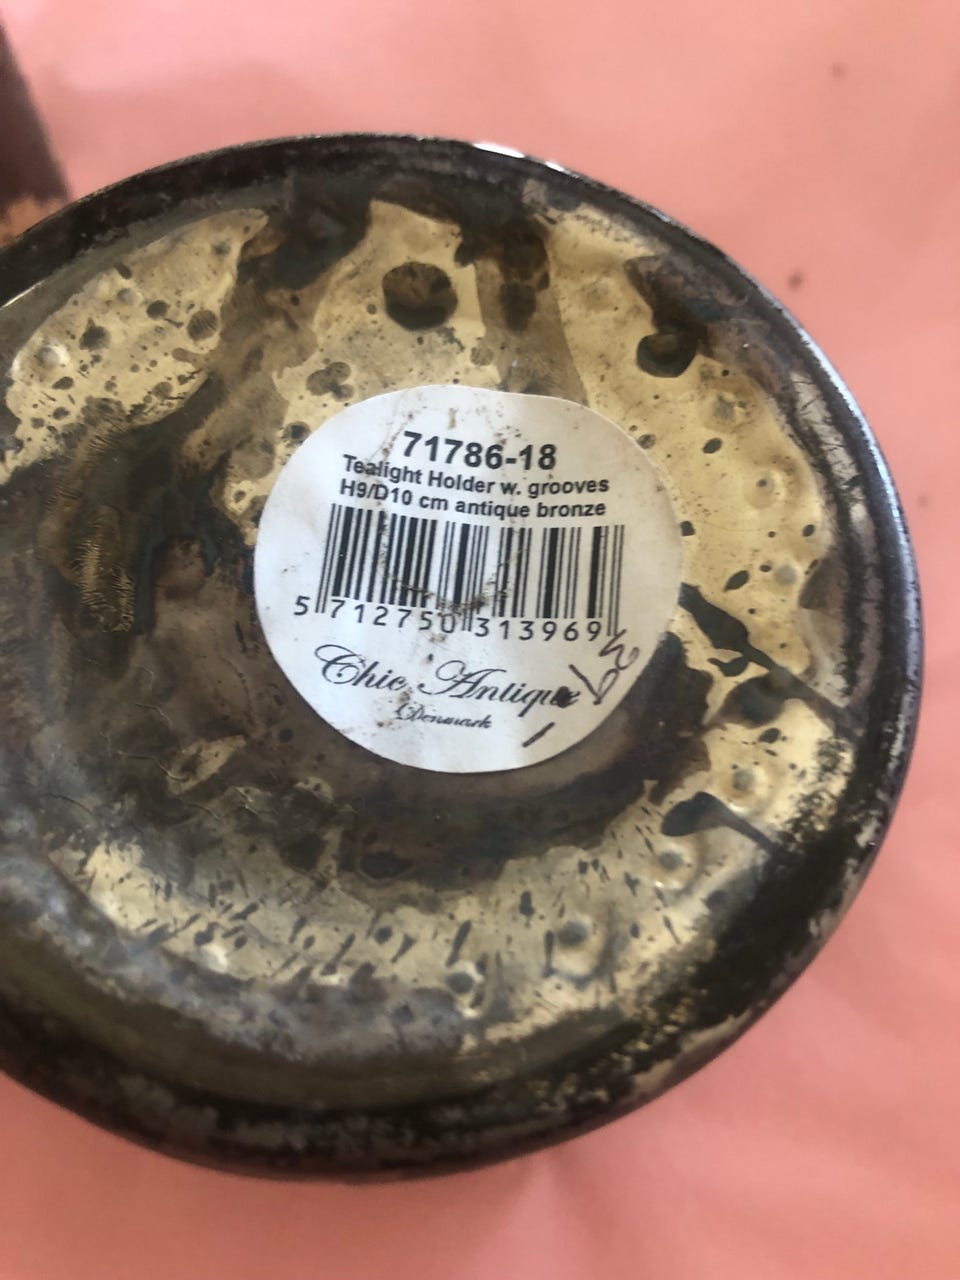 71786-18
Tealight Holder w. grooves
H9/D10 cm antique bronze
5 712750 313969
Chic Antique
Denmark